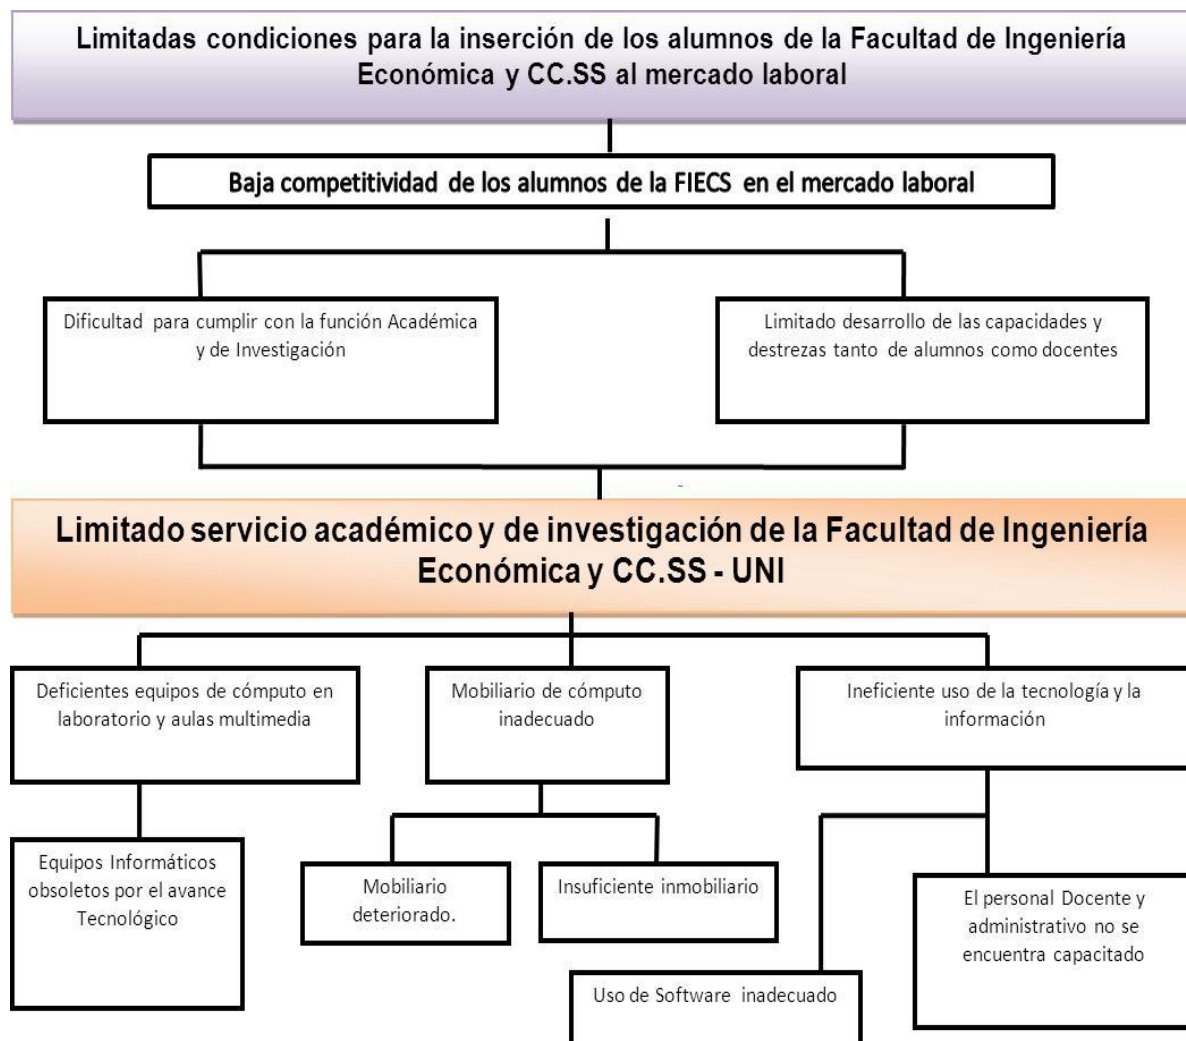 Limitadas condiciones para la inserción de los alumnos de la Facultad de Ingeniería
Económica y CC.SS al mercado laboral
Baja competitividad de los alumnos de la FIECS en el mercado laboral
Dificultad para cumplir con la función Académica
y de Investigación
Limitado desarrollo de las capacidades y
destrezas tanto de alumnos como docentes
Limitado servicio académico y de investigación de la Facultad de Ingeniería
Económica y CC.SS - UNI
Deficientes equipos de cómputo en
laboratorio y aulas multimedia
Mobiliario de cómputo
inadecuado
Ineficiente uso de la tecnología y la
información
Equipos Informáticos
obsoletos por el avance
Tecnológico
Mobiliario
deteriorado.
Insuficiente inmobiliario
El personal Docente y
administrativo no se
encuentra capacitado
Uso de Software inadecuado